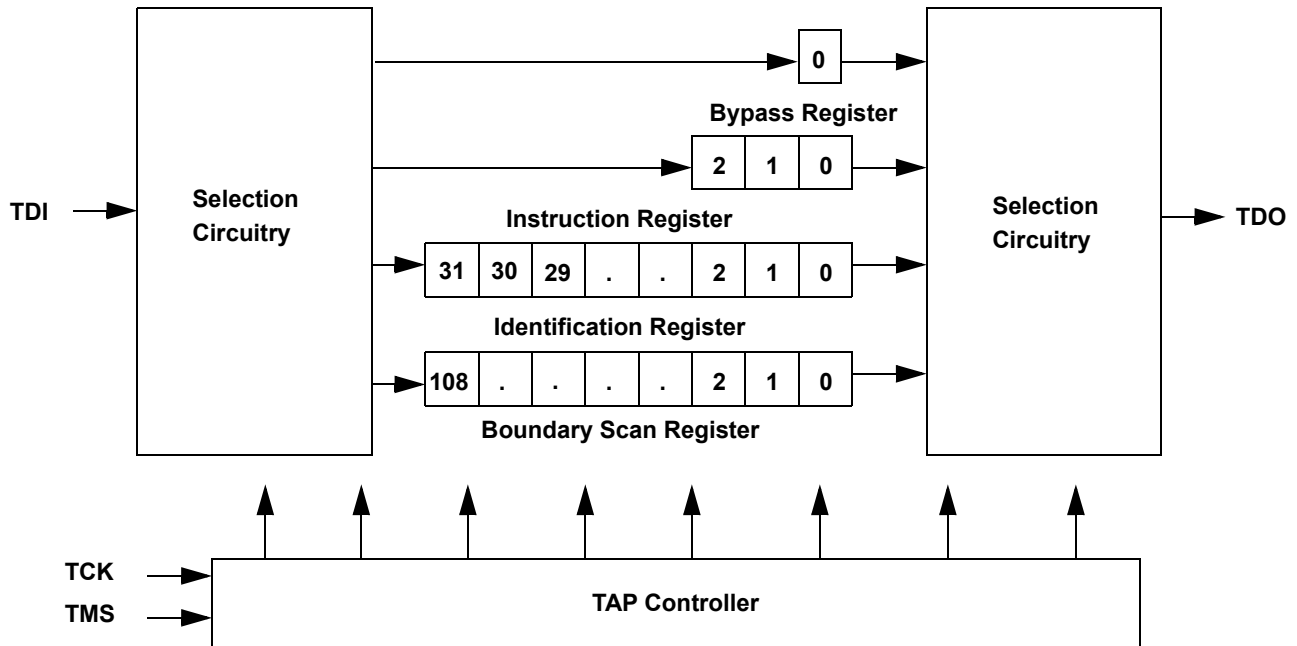 0
Bypass Register
2 1 0
Instruction Register
TDI
Selection
Circuitry
Selection
Circuitry
TDO
31 30 29 . . 2 1 0
Identification Register
108 . . . . 2 1 0
Boundary Scan Register
TCK
TMS
TAP Controller